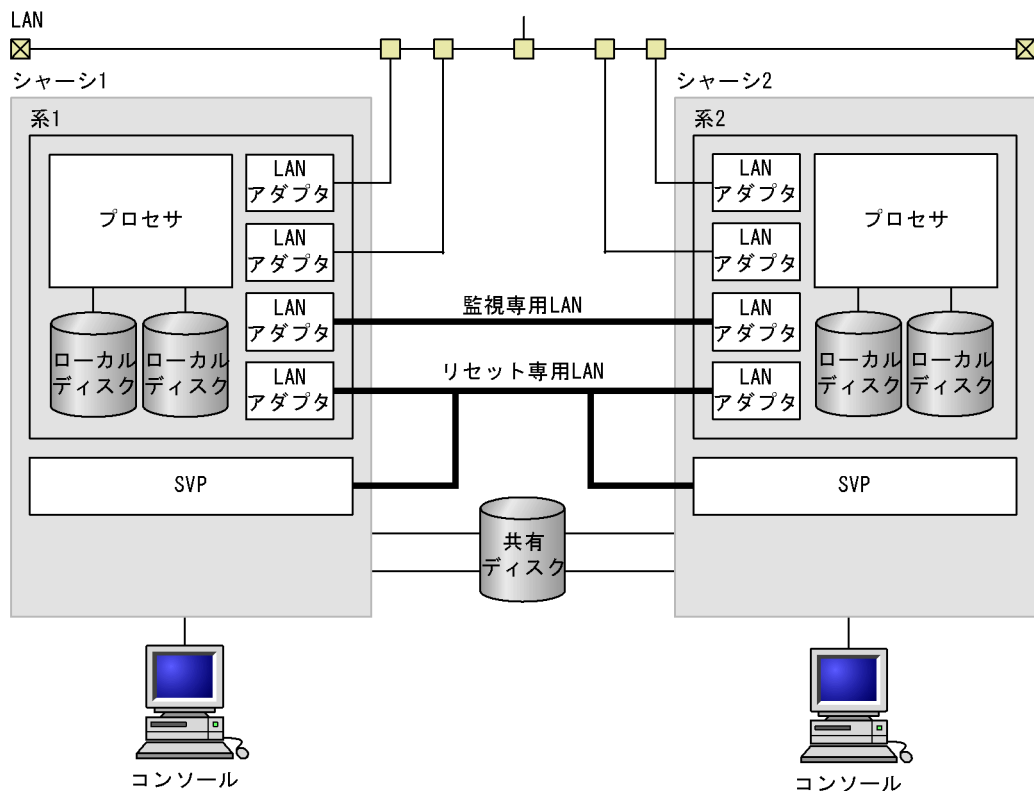 LAN
シャーシ1
系1
プロセサ
LAN
アダプタ
LAN
アダプタ
LAN
アダプタ
LAN
アダプタ
ローカル
ディスク
ローカル
ディスク
SVP
監視専用LAN
リセット専用LAN
共有
ディスク
シャーシ2
系2
LAN
アダプタ
LAN
アダプタ
LAN
アダプタ
LAN
アダプタ
プロセサ
ローカル
ディスク
ローカル
ディスク
SVP
コンソール
コンソール